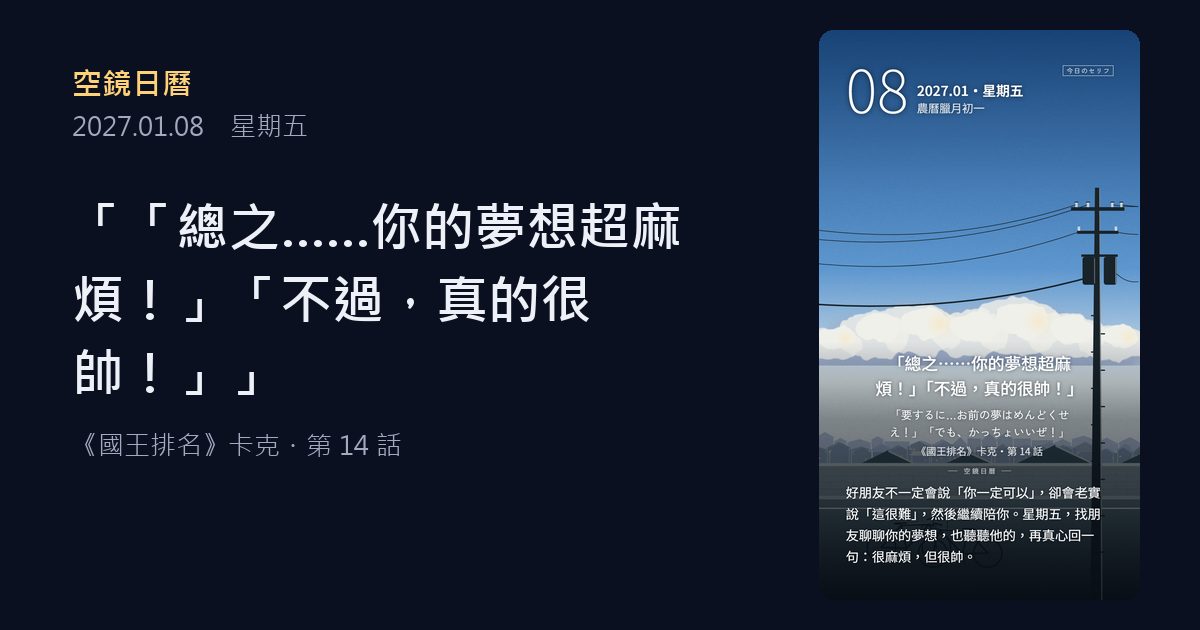 空鏡日曆
2027.01.08　星期五
「「總之……你的夢想超麻
煩！」「不過，真的很
帥！」」
《國王排名》卡克・第 14 話
今日のセリフ
08
2027.01・星期五
農曆臘月初一
「總之……你的夢想超麻
煩！」「不過，真的很帥！」
「要するに…お前の夢はめんどくせ
え！」「でも、かっちょいいぜ！」
《國王排名》卡克・第 14 話
— 空鏡日曆 —
好朋友不一定會說「你一定可以」，卻會老實
說「這很難」，然後繼續陪你。星期五，找朋
友聊聊你的夢想，也聽聽他的，再真心回一
句：很麻煩，但很帥。